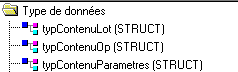 Type de données
typContenuLot (STRUCT)
typContenuOp (STRUCT)
typContenuParametres (STRUCT)